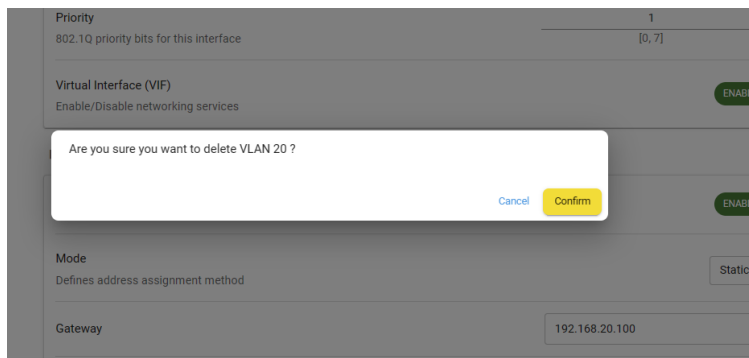 Priority
1
802.1Q priority bits for this interface
[0, 7]
Virtual Interface (VIF)
Enable/Disable networking services
Are you sure you want to delete VLAN 20 ?
Cancel
Confirm
Mode
Defines address assignment method
Static
Gateway
192.168.20.100